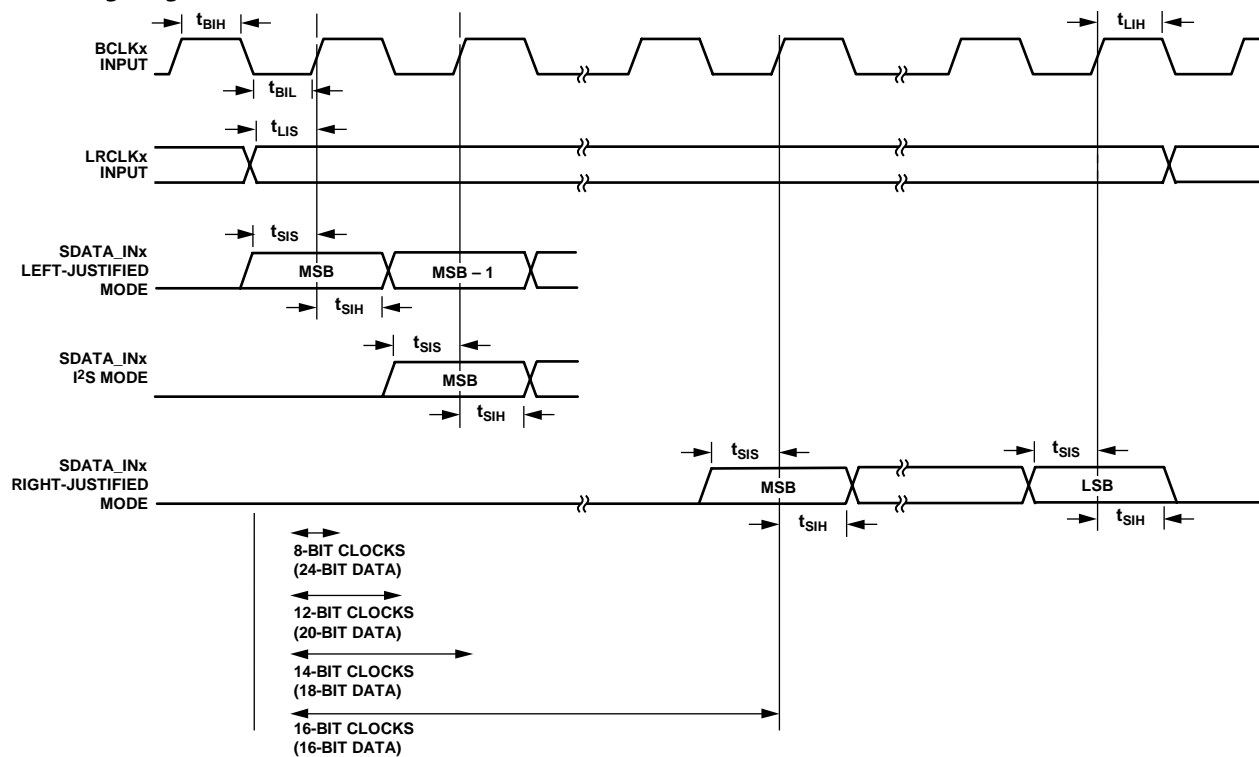 tBIH
tLIH
BCLKx
INPUT
tBIL
tLIS
LRCLKx
INPUT
tSIS
SDATA_INx
LEFT-JUSTIFIED
MODE
MSB
MSB – 1
tSIH
SDATA_INx
I2S MODE
tSIS
MSB
tSIH
SDATA_INx
RIGHT-JUSTIFIED
MODE
tSIS
MSB
tSIS
LSB
tSIH
tSIH
8-BIT CLOCKS
(24-BIT DATA)
12-BIT CLOCKS
(20-BIT DATA)
14-BIT CLOCKS
(18-BIT DATA)
16-BIT CLOCKS
(16-BIT DATA)